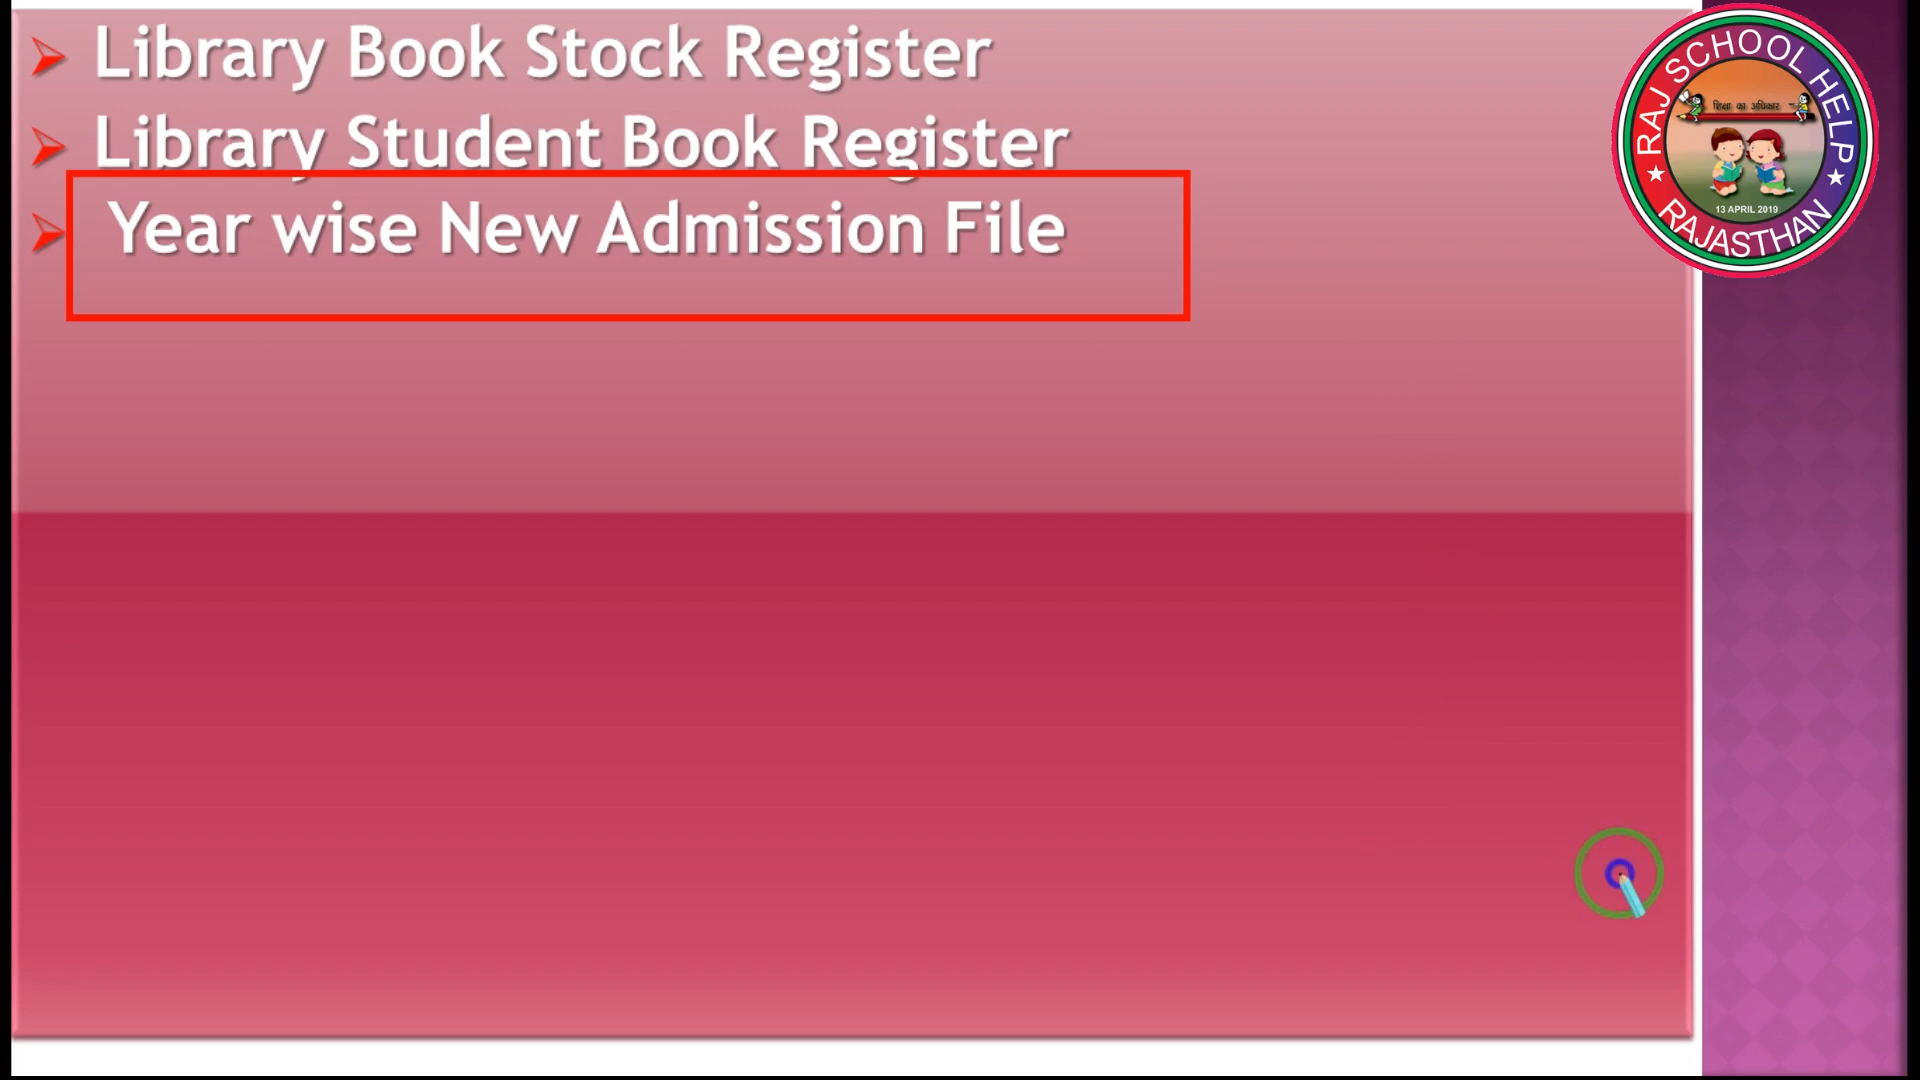 Library Book Stock Register
Library Student Book Register
Year wise New Admission File
RAJ SCHOOL HELP
शिक्षा का अधिकार
13 APRIL 2019
RAJASTHAN